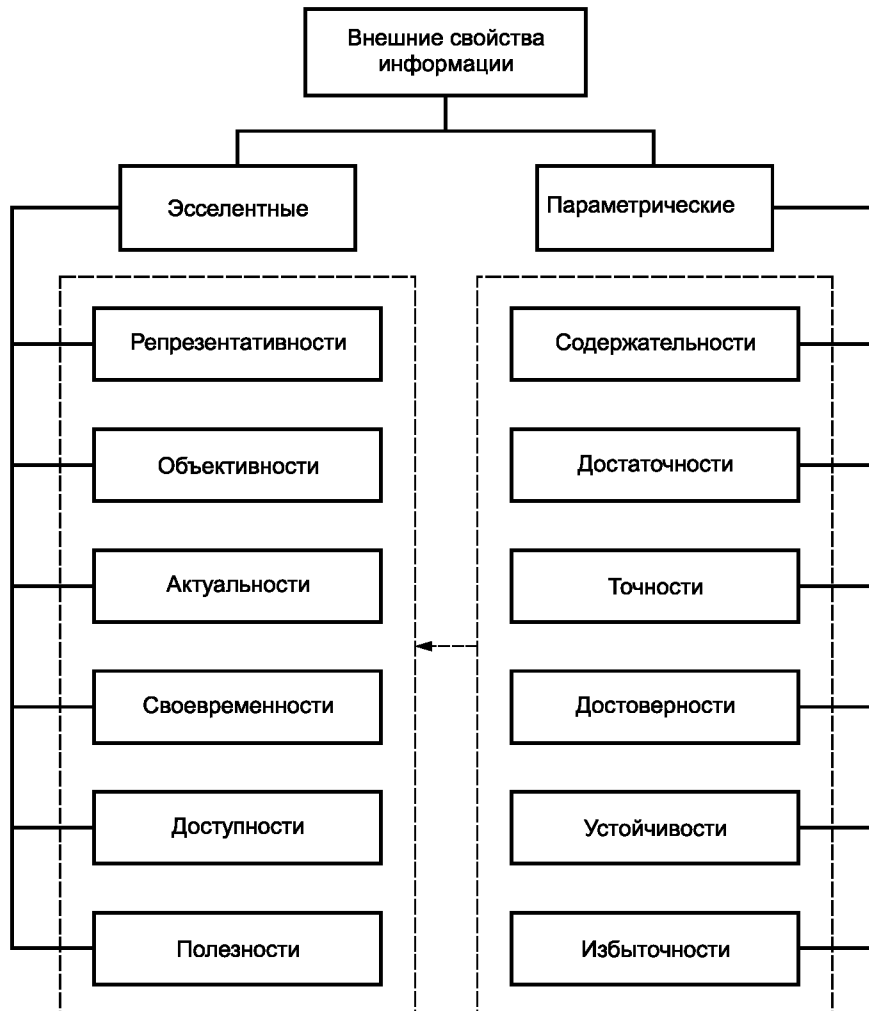 Внешние свойства
информации
Эсселентные
Параметрические
Репрезентативности
Содержательности
Объективности
Достаточности
Актуальности
Точности
Своевременности
Достоверности
Доступности
Устойчивости
Полезности
Избыточности